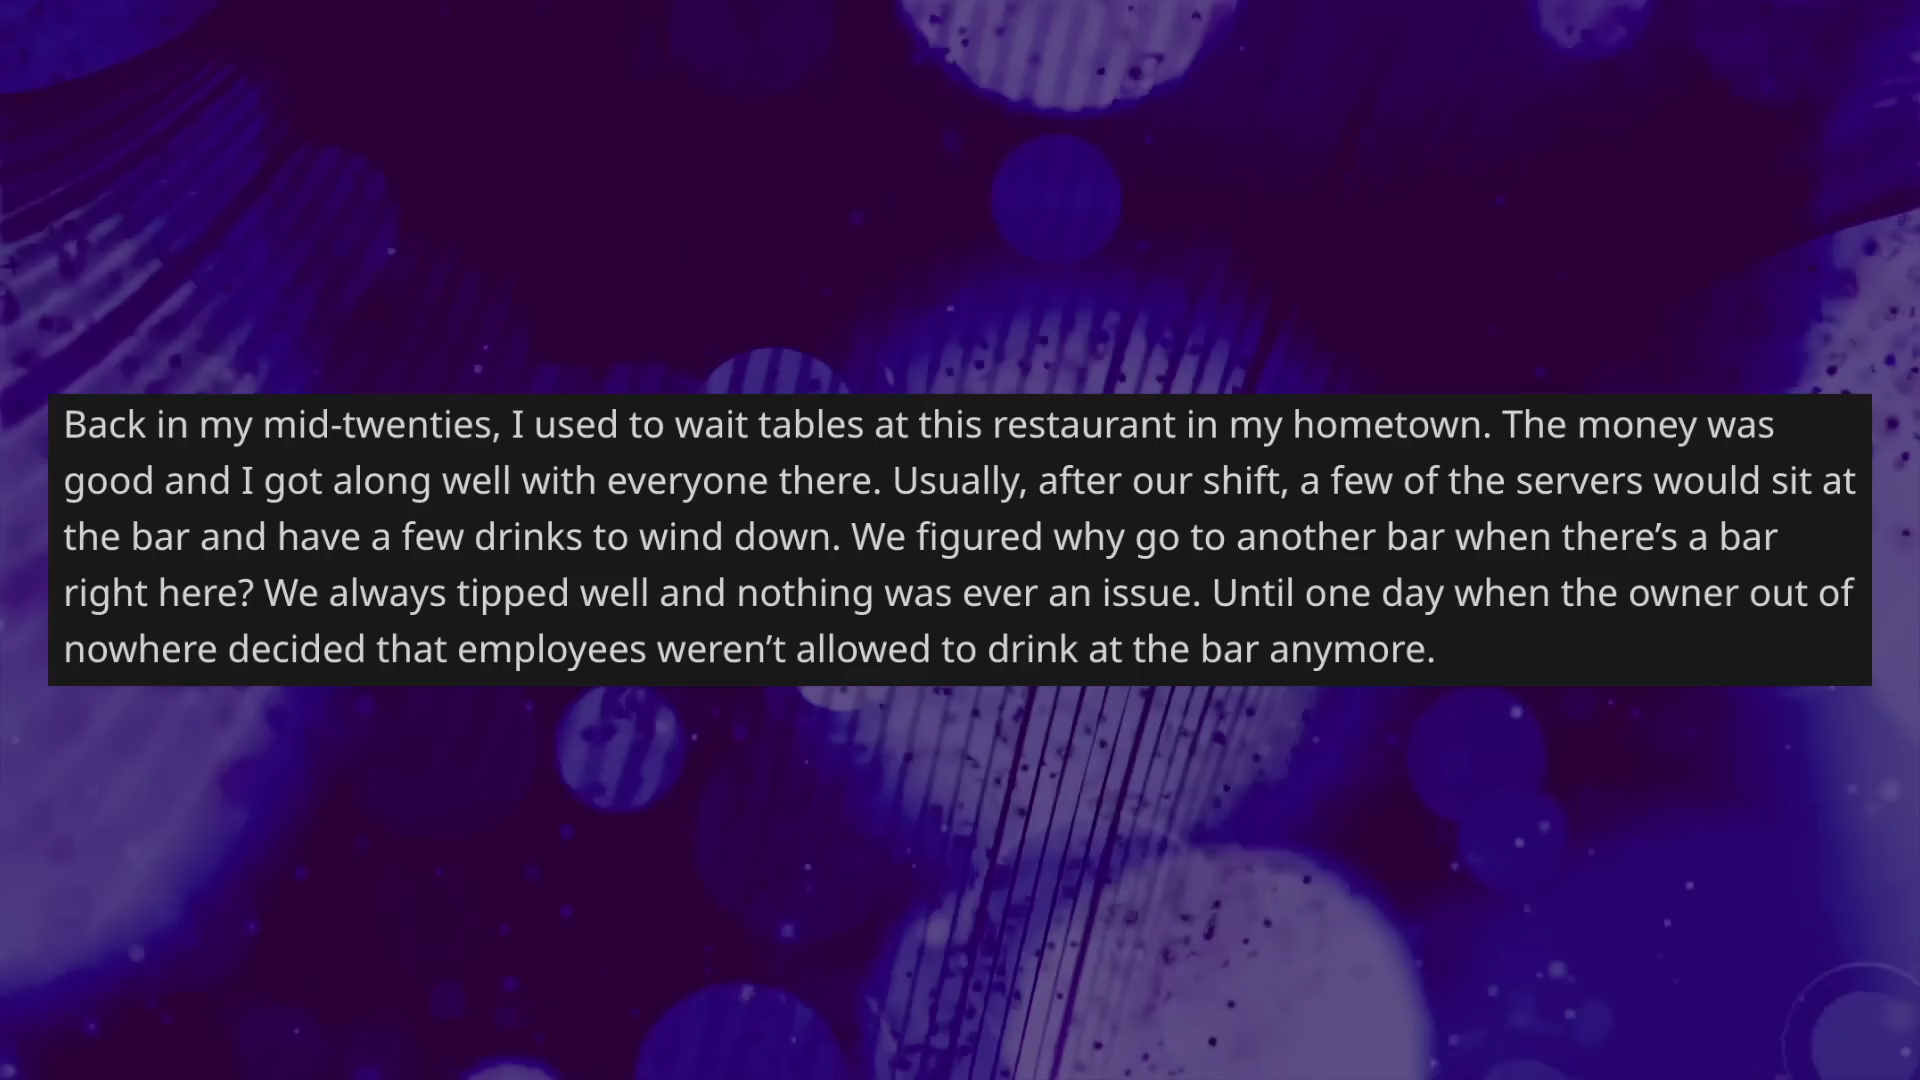 Back in my mid-twenties, I used to wait tables at this restaurant in my hometown. The money was
good and I got along well with everyone there. Usually, after our shift, a few of the servers would sit at
the bar and have a few drinks to wind down. We figured why go to another bar when there’s a bar
right here? We always tipped well and nothing was ever an issue. Until one day when the owner out of
nowhere decided that employees weren’t allowed to drink at the bar anymore.